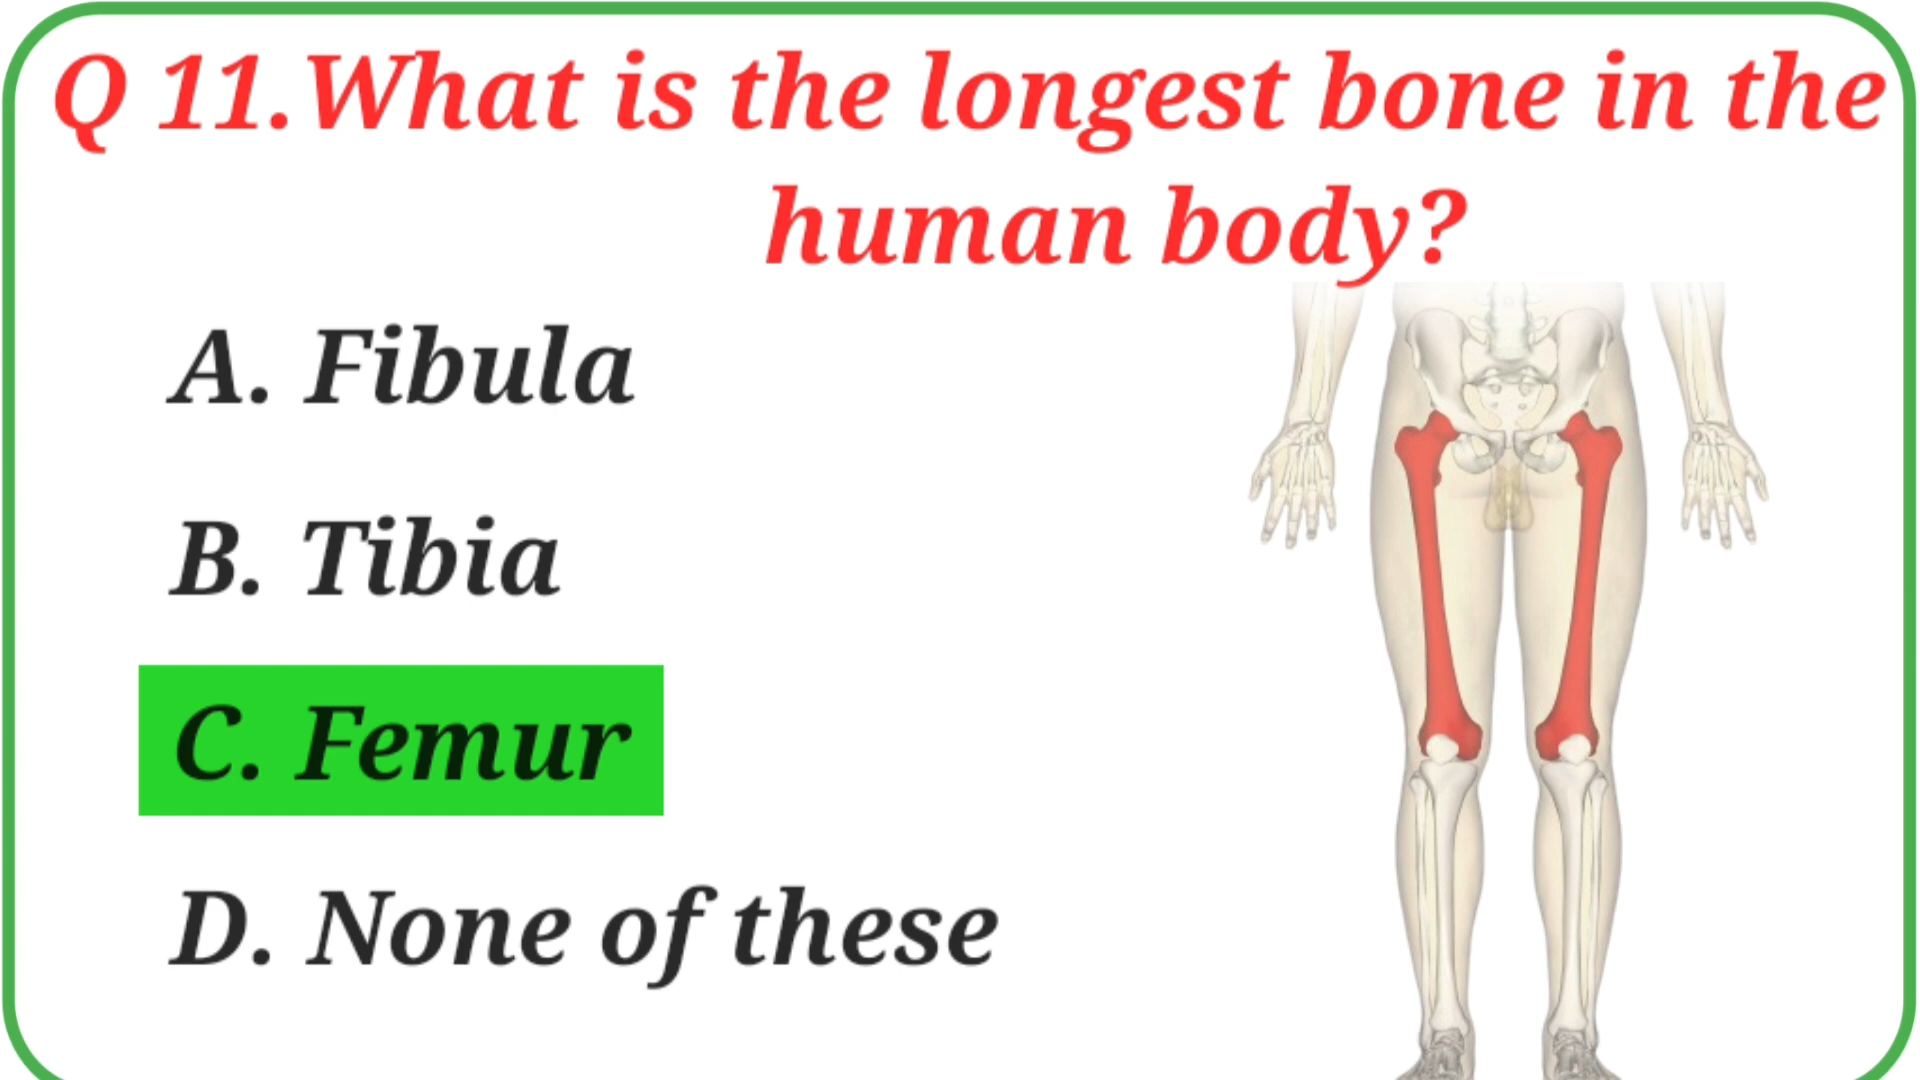 Q 11.What is the longest bone in the
human body?
A. Fibula
B. Tibia
C. Femur
D. None of these